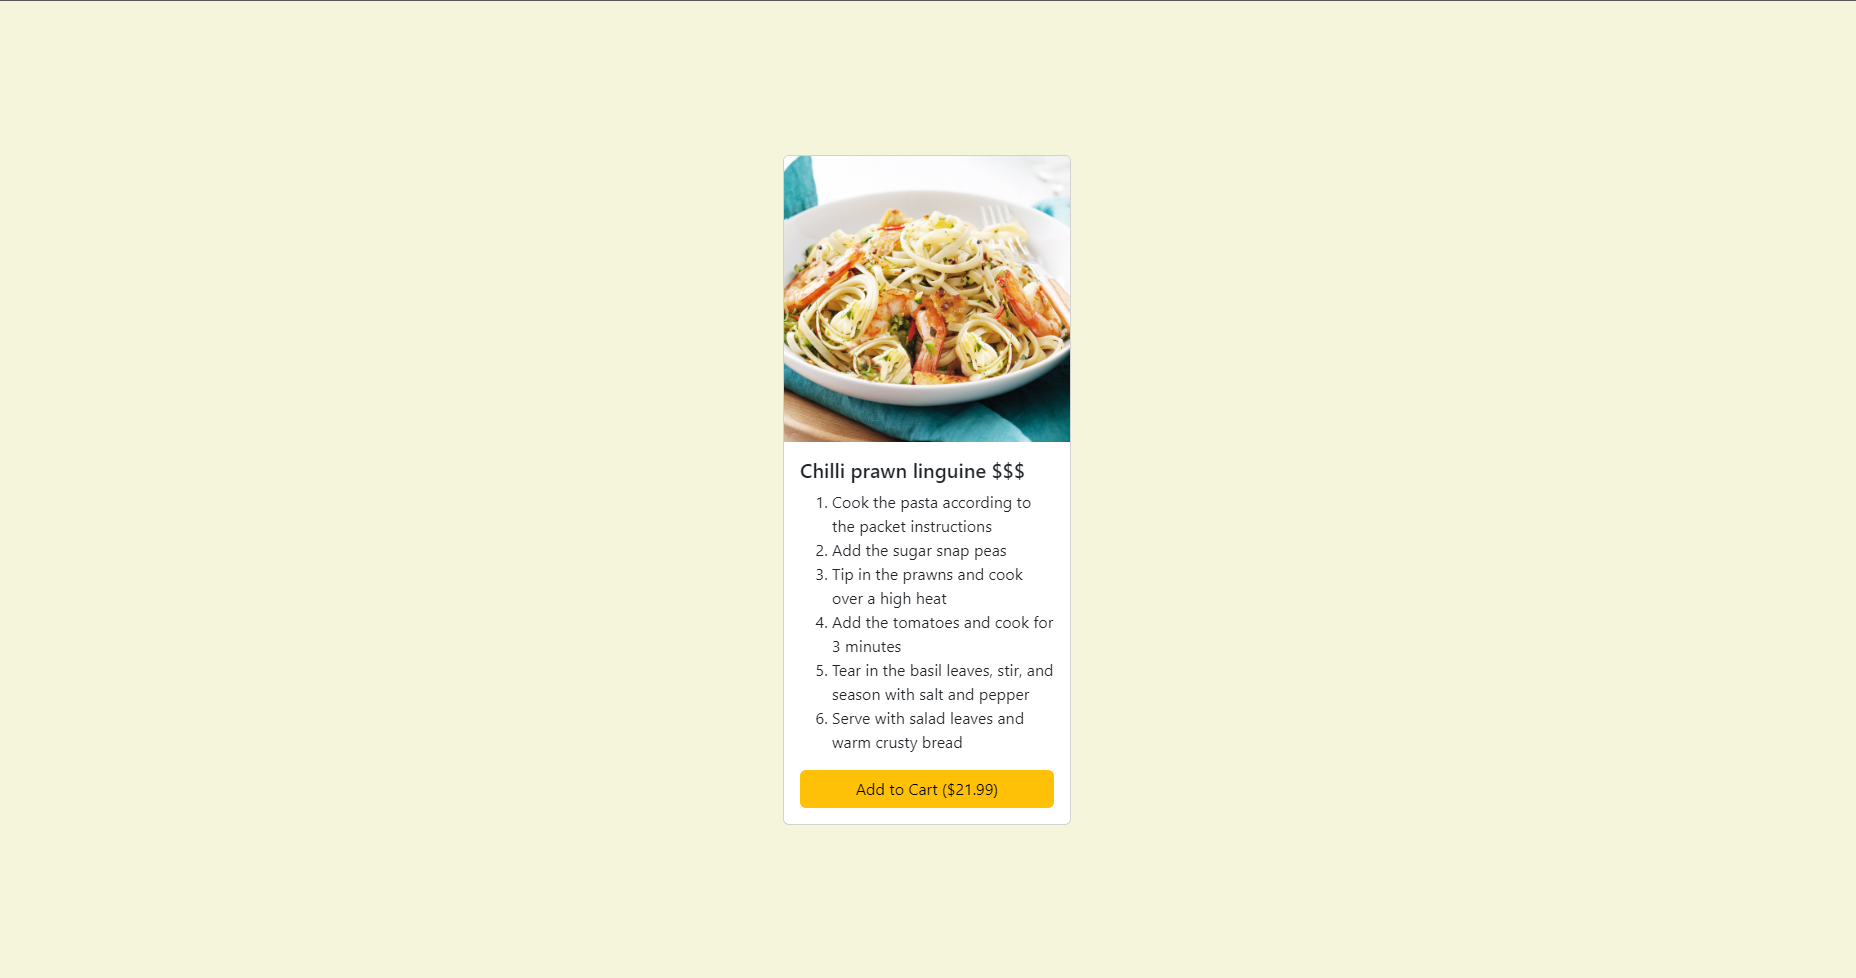 Chilli prawn linguine $$$
1. Cook the pasta according to
the packet instructions
2. Add the sugar snap peas
3. Tip in the prawns and cook
over a high heat
4. Add the tomatoes and cook for
3 minutes
5. Tear in the basil leaves, stir, and
season with salt and pepper
6. Serve with salad leaves and
warm crusty bread
Add to Cart ($21.99)